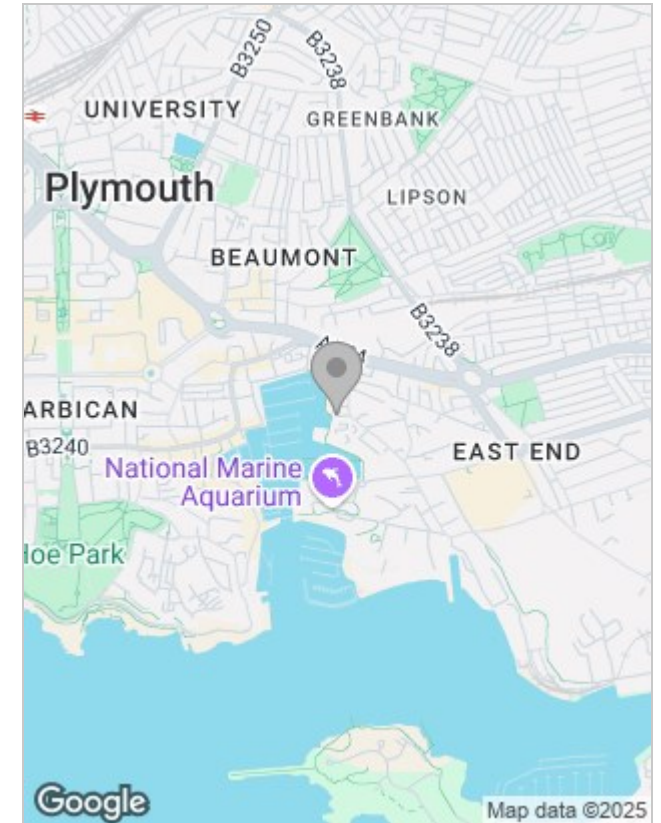 B3250
B3238
UNIVERSITY
GREENBANK
Plymouth
LIPSON
BEAUMONT
B3238
ARBICAN
B3240
EAST END
National Marine
Aquarium
Hoe Park
Google
Map data ©2025